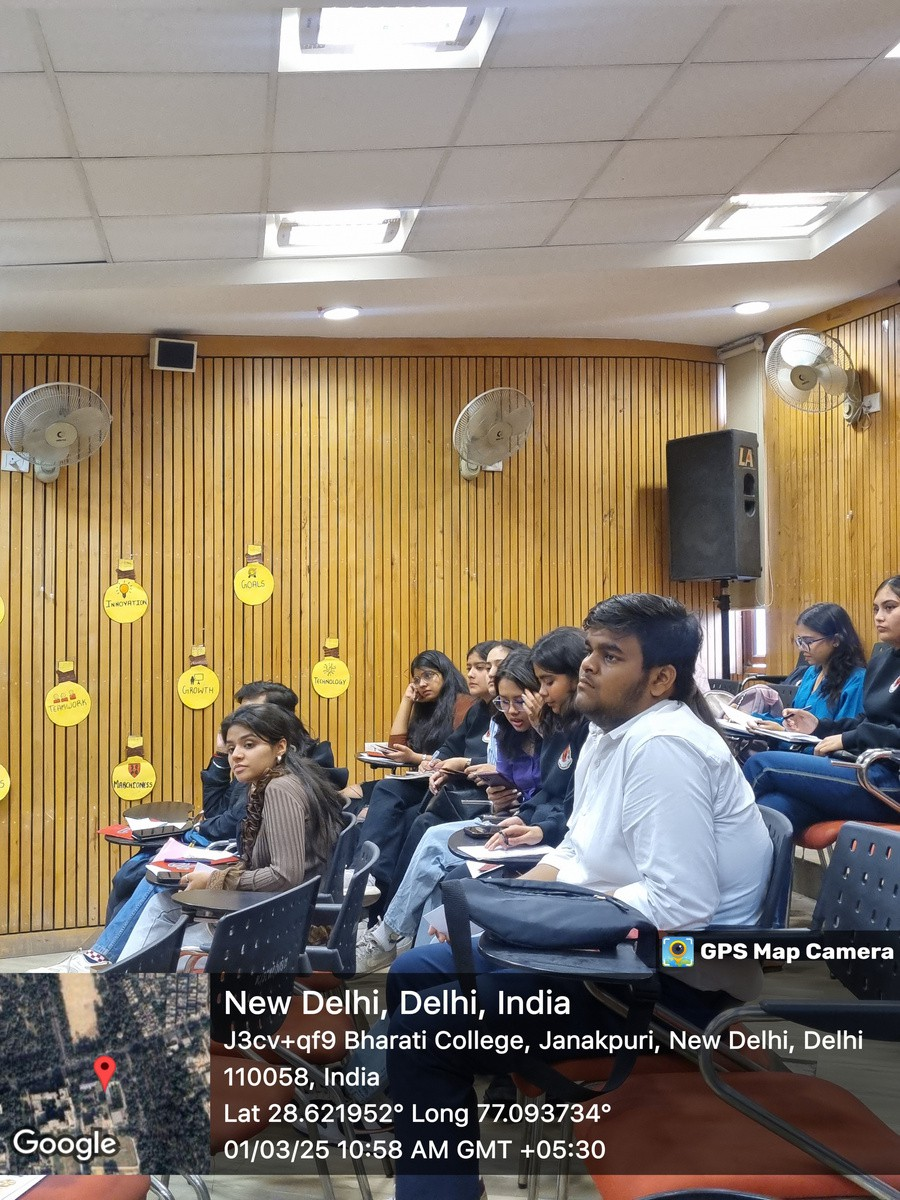 LA
GOALS
INNOVATION
TECHNOLOGY
GROWTH
TEAMWORK
MARCHIONESS
S
GPS Map Camera
New Delhi, Delhi, India
J3cv+qf9 Bharati College, Janakpuri, New Delhi, Delhi
110058, India
Lat 28.621952° Long 77.093734°
01/03/25 10:58 AM GMT +05:30
Google